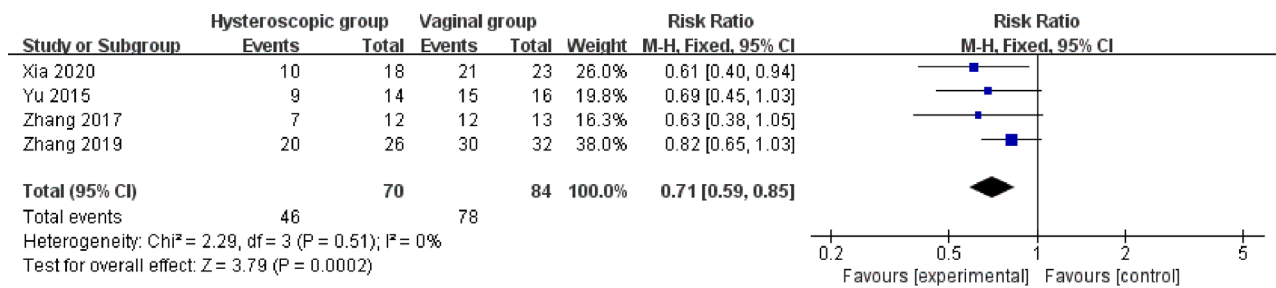 Hysteroscopic group Vaginal group Risk Ratio Risk Ratio
Study or Subgroup Events Total Events Total Weight M-H, Fixed, 95% CI M-H, Fixed, 95% CI
Xia 2020 10 18 21 23 26.0% 0.61 [0.40, 0.94]
Yu 2015 9 14 15 16 19.8% 0.69 [0.45, 1.03]
Zhang 2017 7 12 12 13 16.3% 0.63 [0.38, 1.05]
Zhang 2019 20 26 30 32 38.0% 0.82 [0.65, 1.03]
Total (95% CI) 70 84 100.0% 0.71 [0.59, 0.85]
Total events 46 78
Heterogeneity: Chi² = 2.29, df = 3 (P = 0.51); I² = 0%
Test for overall effect: Z = 3.79 (P = 0.0002)
0.2 0.5 1 2 5
Favours [experimental] Favours [control]